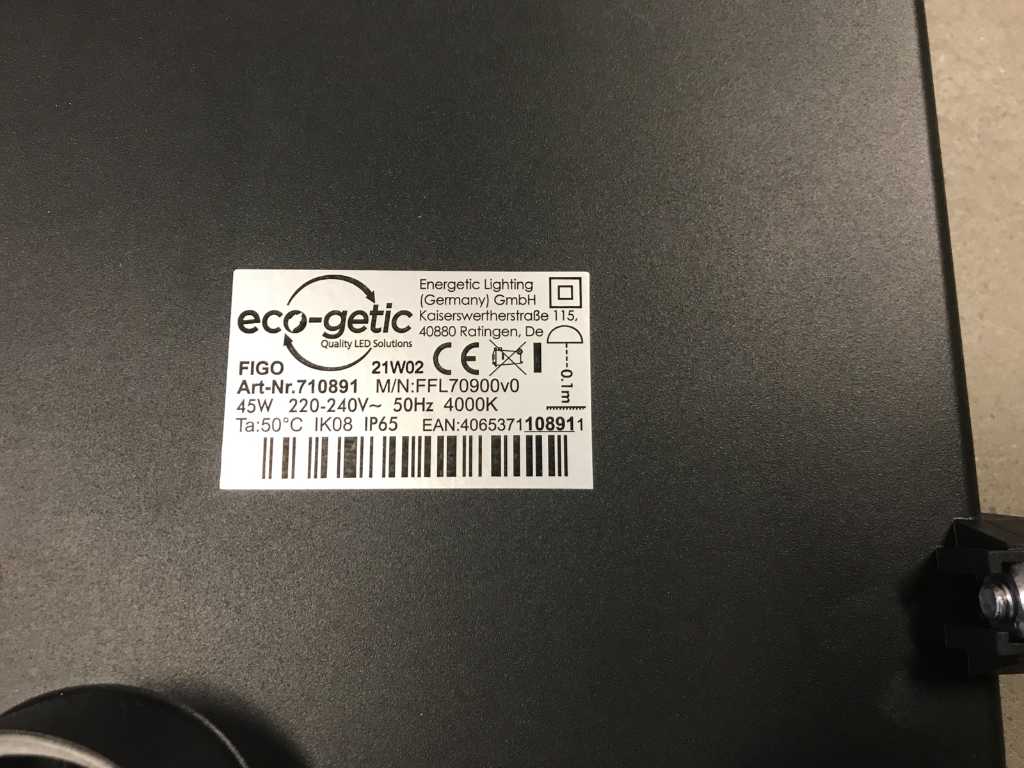 eco-getic
Quality LED Solutions
Energetic Lighting
(Germany) GmbH
Kaiserswertherstraße 115,
40880 Ratingen, De
CE
0.1m
FIGO 21W02
Art-Nr.710891 M/N:FFL70900v0
45W 220-240V~ 50Hz 4000K
Ta:50°C IK08 IP65 EAN:4065371108911